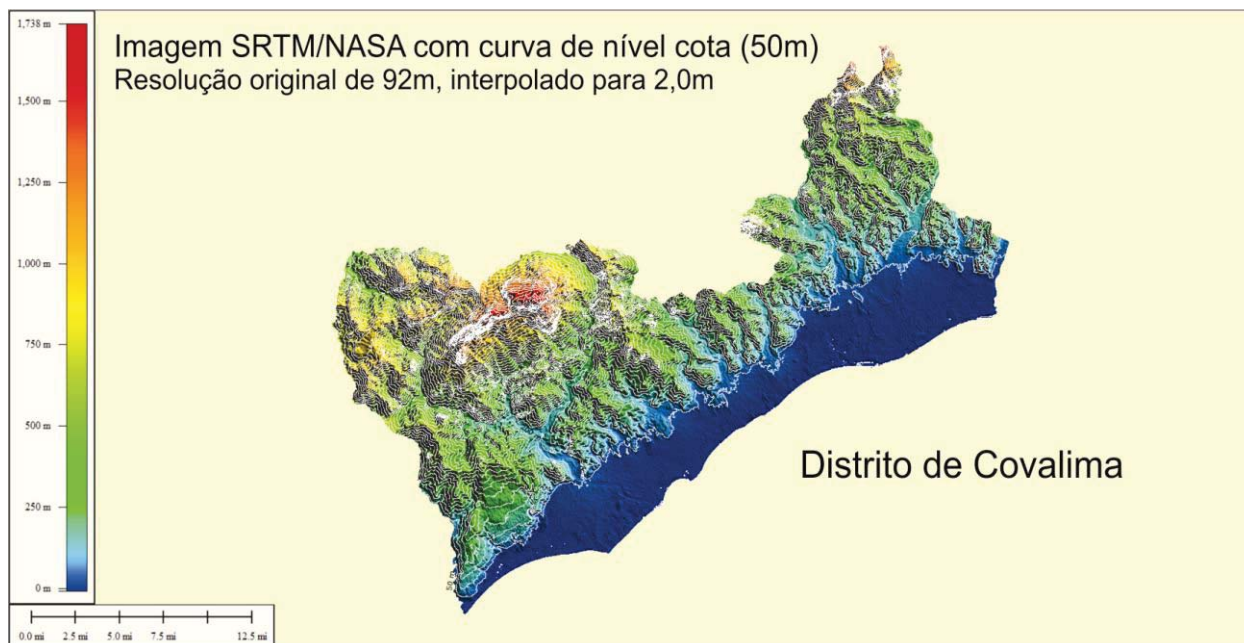 Imagem SRTM/NASA com curva de nível cota (50m)
Resolução original de 92m, interpolado para 2,0m
1,738 m
1,500 m
1,250 m
1,000 m
750 m
500 m
250 m
0 m
Distrito de Covalima
0.0 mi 2.5 mi 5.0 mi 7.5 mi 12.5 mi